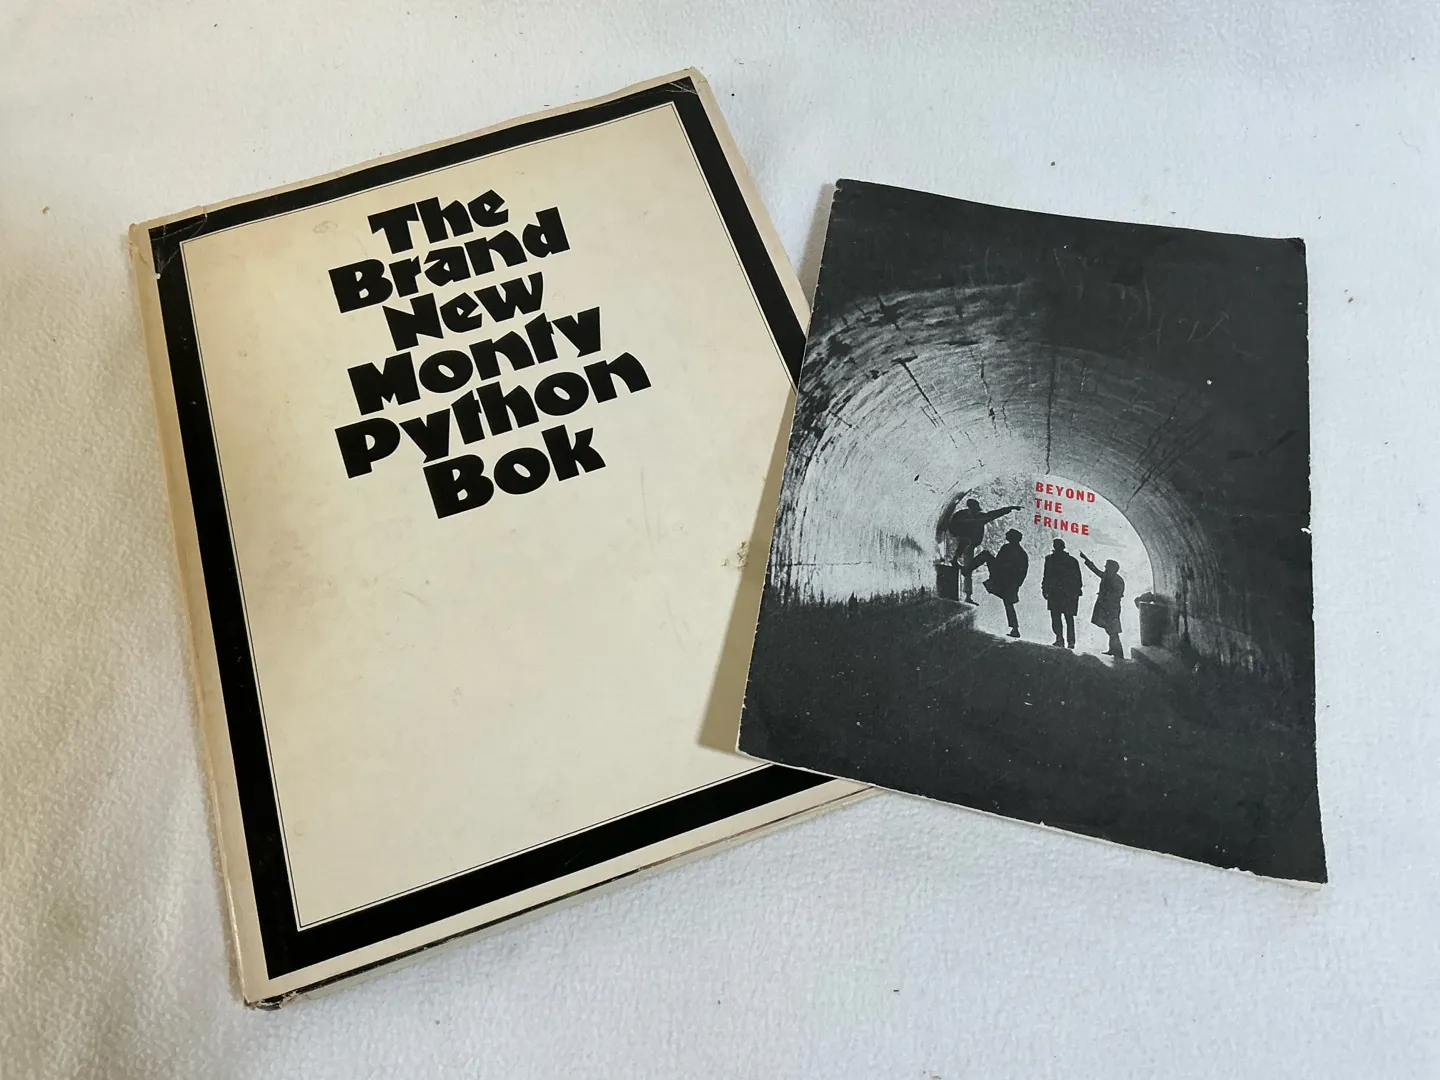 The
Brand
New
Monty
Python
Bok
BEYOND
THE
FRINGE